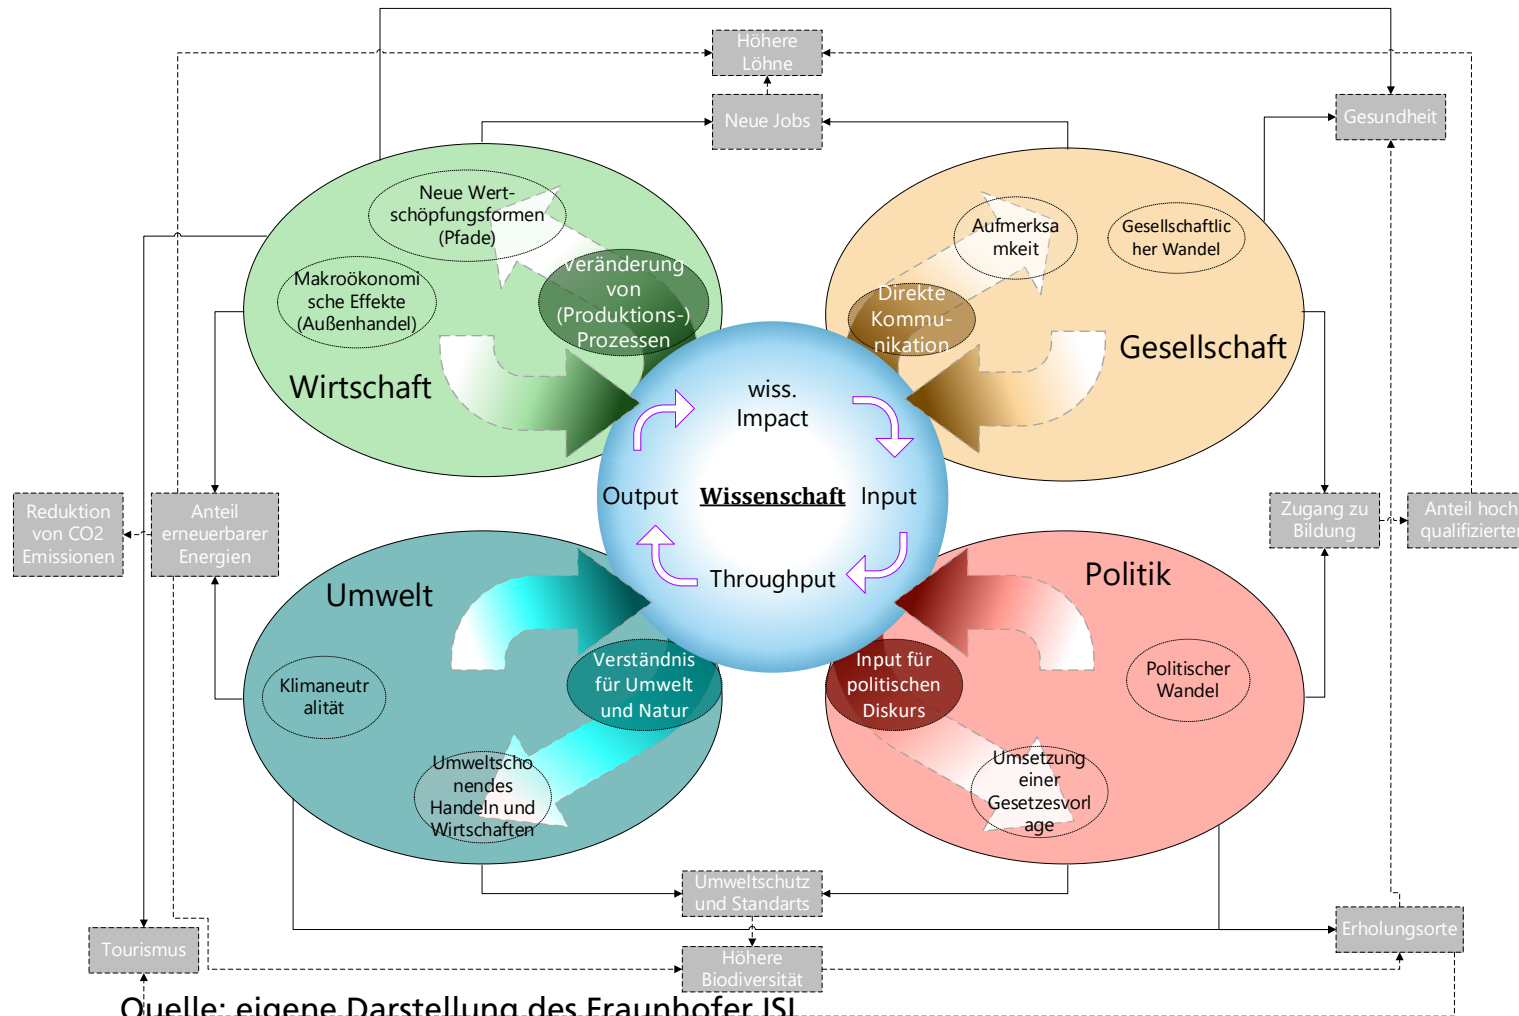 Höhere
Löhne
Neue Jobs
Gesundheit
Neue Wert-
schöpfungsformen
(Pfade)
Makroökonomi
sche Effekte
(Außenhandel)
Veränderung
von
(Produktions-)
Prozessen
Wirtschaft
Aufmerksa
mkeit
Gesellschaftlic
her Wandel
Direkte
Kommu-
nikation
Gesellschaft
wiss.
Impact
Output
Wissenschaft
Input
Throughput
Reduktion
von CO2
Emissionen
Anteil
erneuerbarer
Energien
Zugang zu
Bildung
Anteil hoch
qualifizierter
Umwelt
Klimaneutr
alität
Verständnis
für Umwelt
und Natur
Umweltscho
nendes
Handeln und
Wirtschaften
Politik
Input für
politischen
Diskurs
Politischer
Wandel
Umsetzung
einer
Gesetzesvorl
age
Umweltschutz
und Standarts
Höhere
Biodiversität
Tourismus
Erholungsorte
Quelle: eigene Darstellung des Fraunhofer ISI